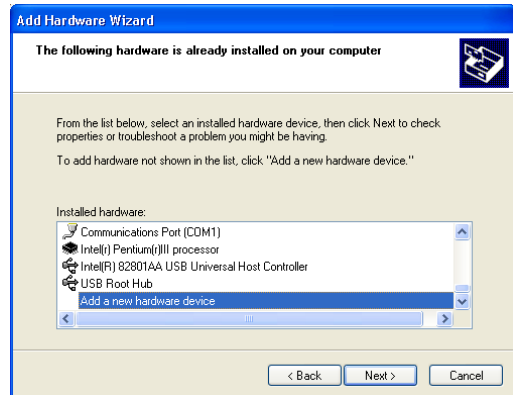 Add Hardware Wizard
The following hardware is already installed on your computer
From the list below, select an installed hardware device, then click Next to check
properties or troubleshoot a problem you might be having.
To add hardware not shown in the list, click "Add a new hardware device."
Installed hardware:
Communications Port (COM1)
Intel(r) Pentium(r)III processor
Intel(R) 82801AA USB Universal Host Controller
USB Root Hub
Add a new hardware device
< Back Next > Cancel